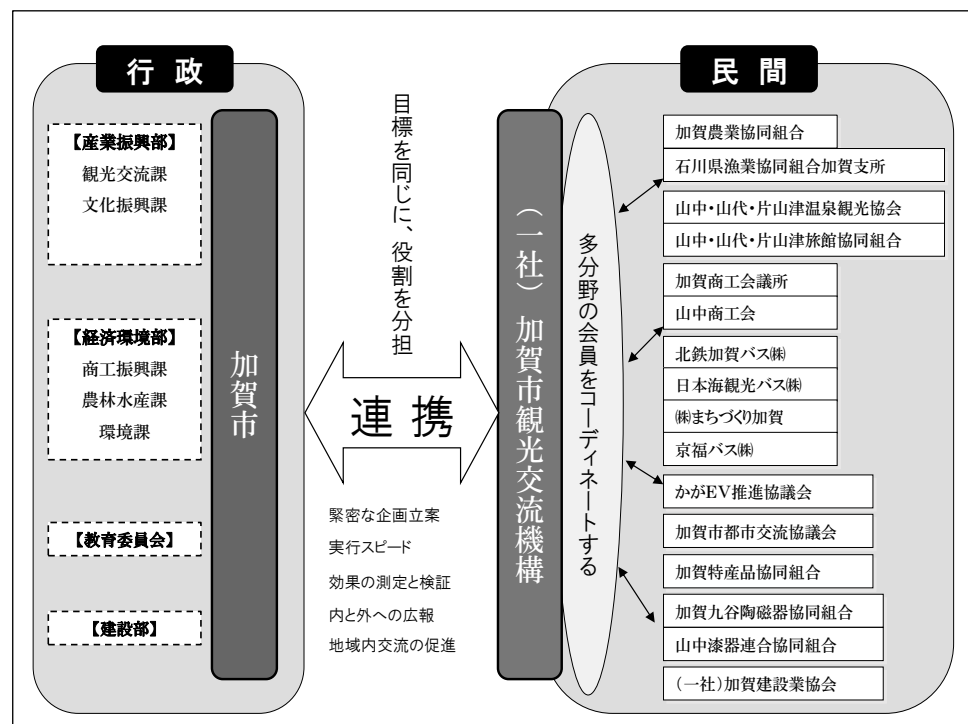 行政
【産業振興部】
観光交流課
文化振興課
【経済環境部】
商工振興課
農林水産課
環境課
【教育委員会】
【建設部】
加賀市
目標を同じに、役割を分担
連携
緊密な企画立案
実行スピード
効果の測定と検証
内と外への広報
地域内交流の促進
民間
(一社)加賀市観光交流機構
多分野の会員をコーディネートする
加賀農業協同組合
石川県漁業協同組合加賀支所
山中・山代・片山津温泉観光協会
山中・山代・片山津旅館協同組合
加賀商工会議所
山中商工会
北鉄加賀バス㈱
日本海観光バス㈱
㈱まちづくり加賀
京福バス㈱
かがEV推進協議会
加賀市都市交流協議会
加賀特産品協同組合
加賀九谷陶磁器協同組合
山中漆器連合協同組合
(一社)加賀建設業協会